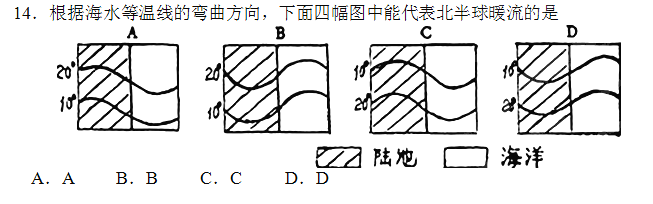 14．根据海水等温线的弯曲方向，下面四幅图中能代表北半球暖流的是
A B C D
20° 20° 10° 10°
10° 10° 20° 20°
陆地 海洋
A．A B．B C．C D．D